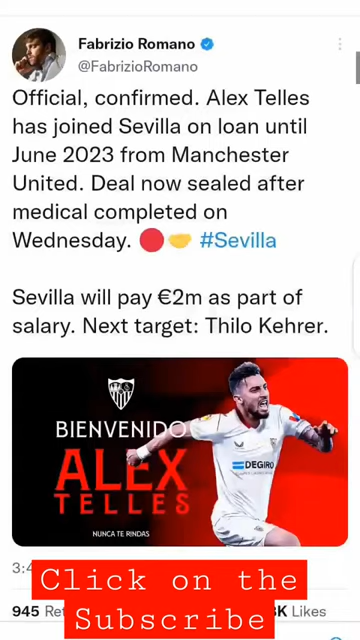 Fabrizio Romano
@FabrizioRomano
Official, confirmed. Alex Telles
has joined Sevilla on loan until
June 2023 from Manchester
United. Deal now sealed after
medical completed on
Wednesday. 🔴🤝 #Sevilla
Sevilla will pay €2m as part of
salary. Next target: Thilo Kehrer.
BIENVENIDO
ALEX
TELLES
DEGIRO
NUNCA TE RINDAS
Click on the
Subscribe
945
Likes